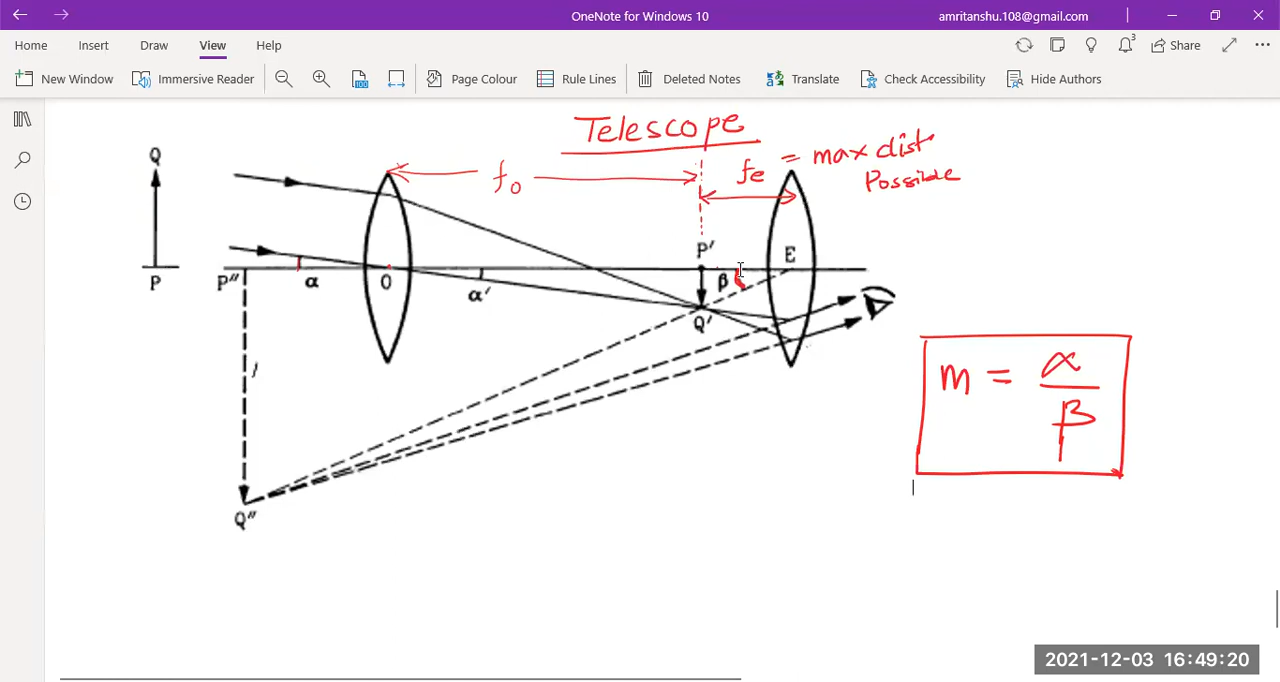 OneNote for Windows 10
amritanshu.108@gmail.com
Home Insert Draw View Help
3
Share
New Window Immersive Reader 100 Page Colour Rule Lines Deleted Notes Translate Check Accessibility Hide Authors
Telescope
fo
fe = max dist
Possible
Q
P
P"
α
O
α'
P'
β
E
Q'
Q"
m = α
β
2021-12-03 16:49:20